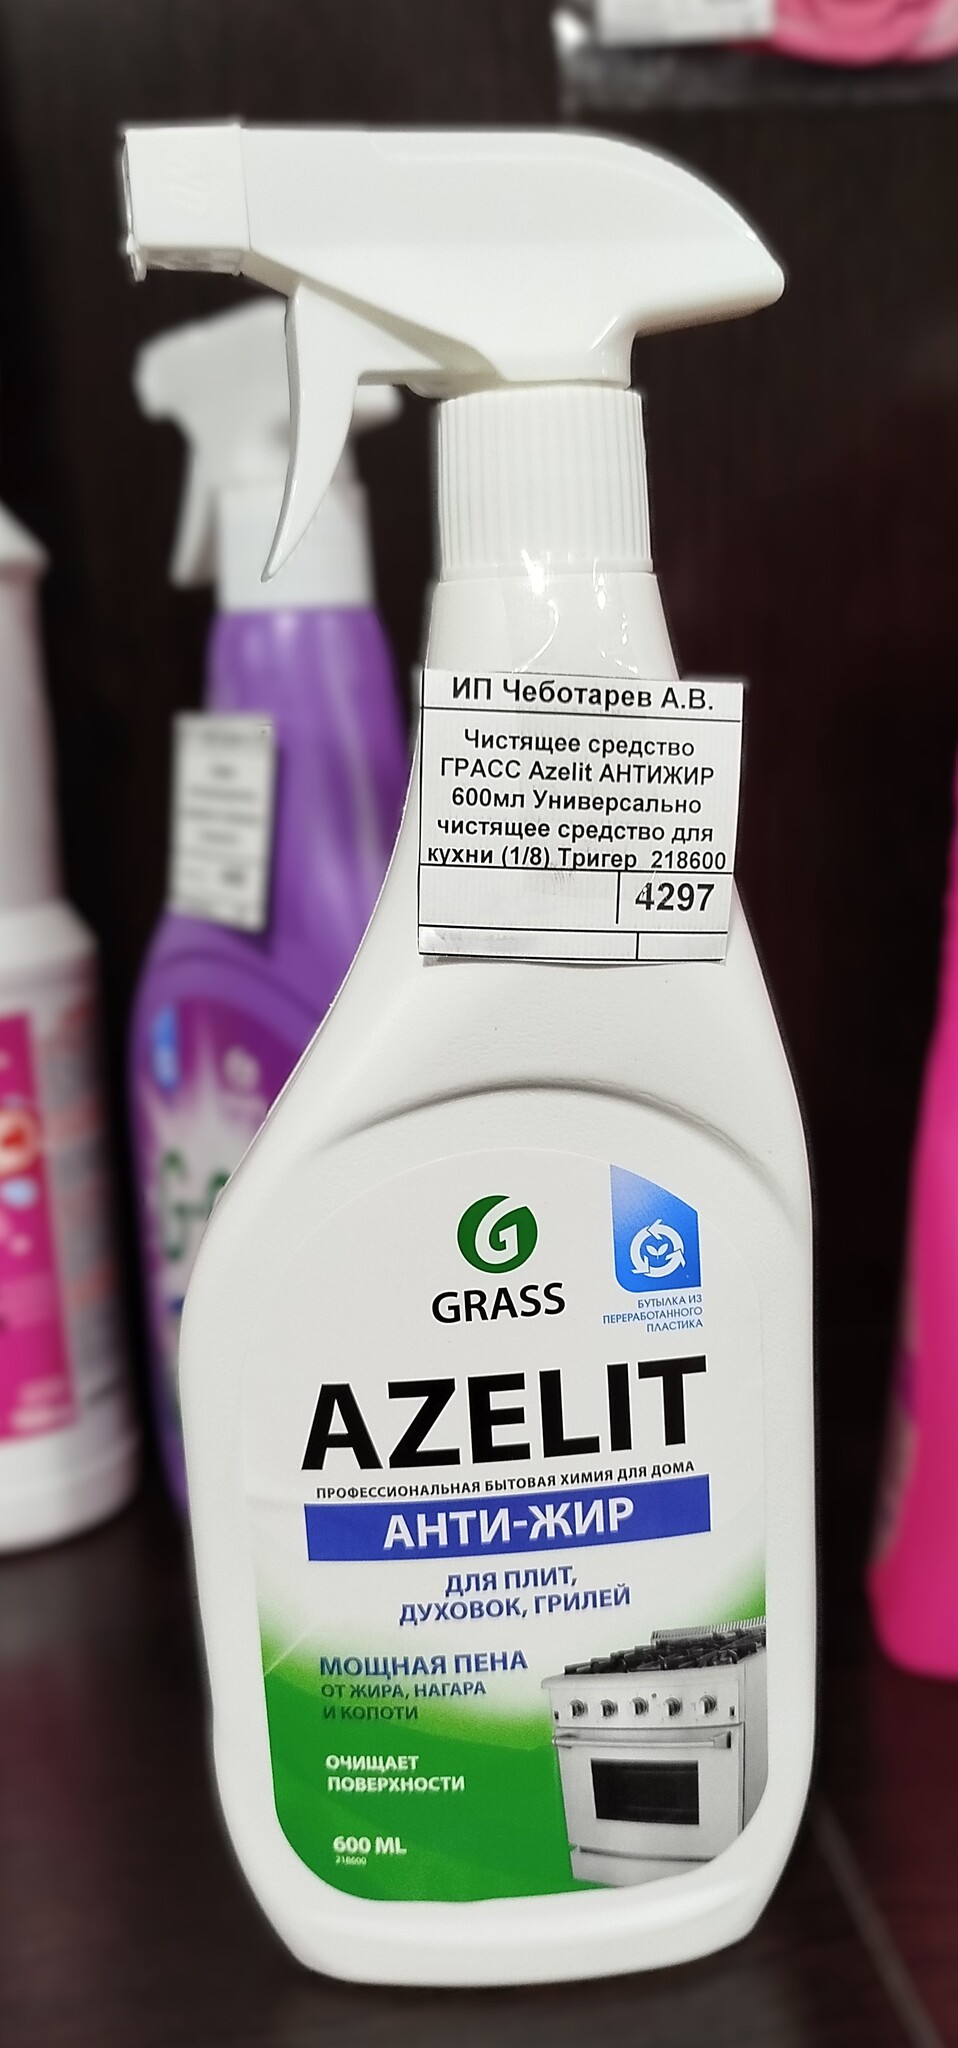 ИП Чеботарев А.В.
Чистящее средство
ГРАСС Azelit АНТИЖИР
600мл Универсально
чистящее средство для
кухни (1/8) Тригер 218600
4297
GRASS
БУТЫЛКА ИЗ
ПЕРЕРАБОТАННОГО
ПЛАСТИКА
AZELIT
ПРОФЕССИОНАЛЬНАЯ БЫТОВАЯ ХИМИЯ ДЛЯ ДОМА
АНТИ-ЖИР
ДЛЯ ПЛИТ,
ДУХОВОК, ГРИЛЕЙ
МОЩНАЯ ПЕНА
ОТ ЖИРА, НАГАРА
И КОПОТИ
ОЧИЩАЕТ
ПОВЕРХНОСТИ
600 ML
218600